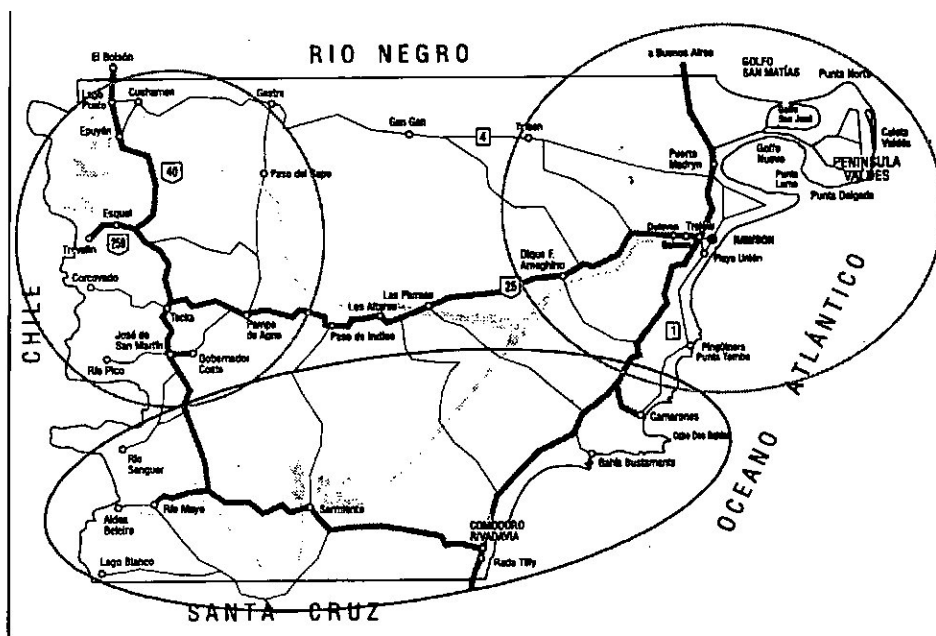 RIO NEGRO
El Bolsón
a Buenos Aires
GOLFO
SAN MATÍAS
Punta Norte
Lago
Puelo
Cushamen
Gastre
Gan Gan
4
Epuyén
Golfo
San José
Caleta
Valdés
Puerto
Madryn
Golfo
Nuevo
PENINSULA
VALDES
40
Paso del Sapo
Punta
Punta Delgada
Esquel
Trevelin
259
Dolavon
RAWSON
Playa Unión
Corcovado
Dique F.
Ameghino
25
Las Plumas
Los Altares
Tecka
Pampa
de Agnia
Paso de Indios
1
CHILE
José de
San Martín
Gobernador
Costa
Río Pico
Pingüinera
Punta Tombo
OCEANO ATLÁNTICO
Camarones
Cabo Dos Bahías
Río
Senguer
Bahía Bustamante
Río Mayo
Sarmiento
Aldea
Beleiro
COMODORO
RIVADAVIA
Rada Tilly
Lago Blanco
SANTA CRUZ